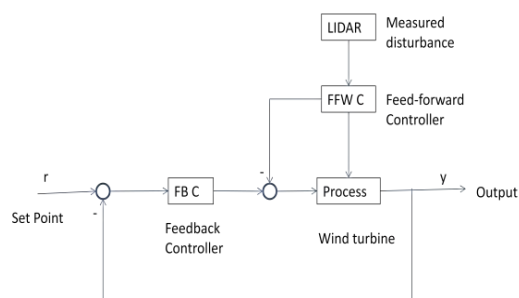 LIDAR
Measured
disturbance
FFW C
Feed-forward
Controller
-
r
FB C
Process
y
Output
Set Point
-
Feedback
Controller
Wind turbine